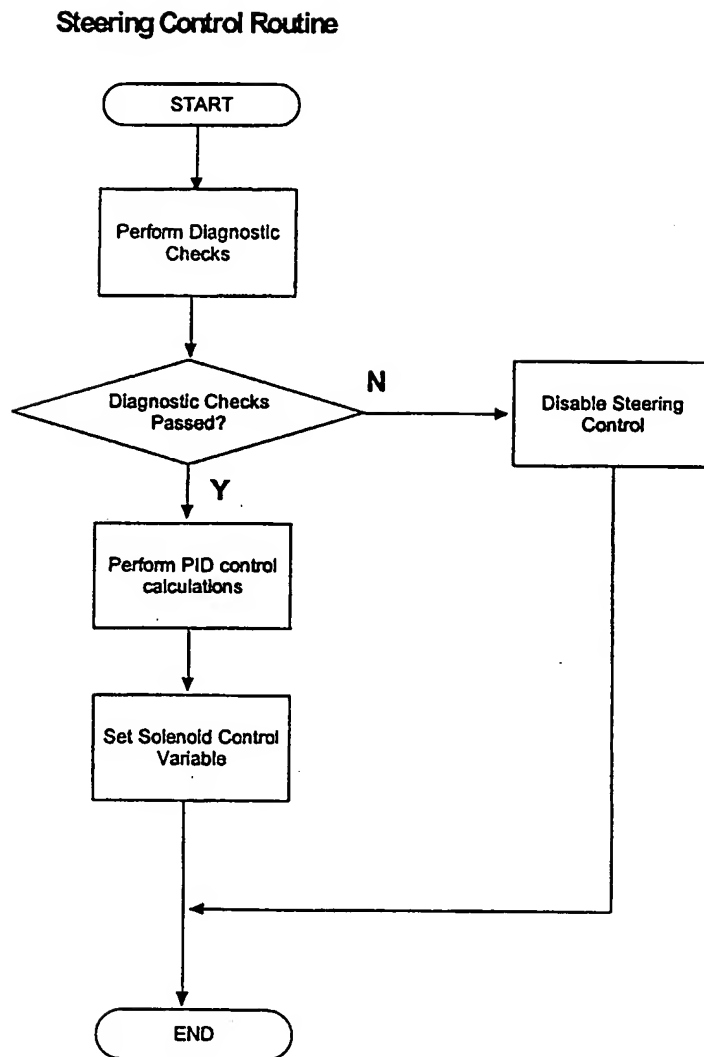 Steering Control Routine
START
Perform Diagnostic
Checks
Diagnostic Checks
Passed?
N
Disable Steering
Control
Y
Perform PID control
calculations
Set Solenoid Control
Variable
END